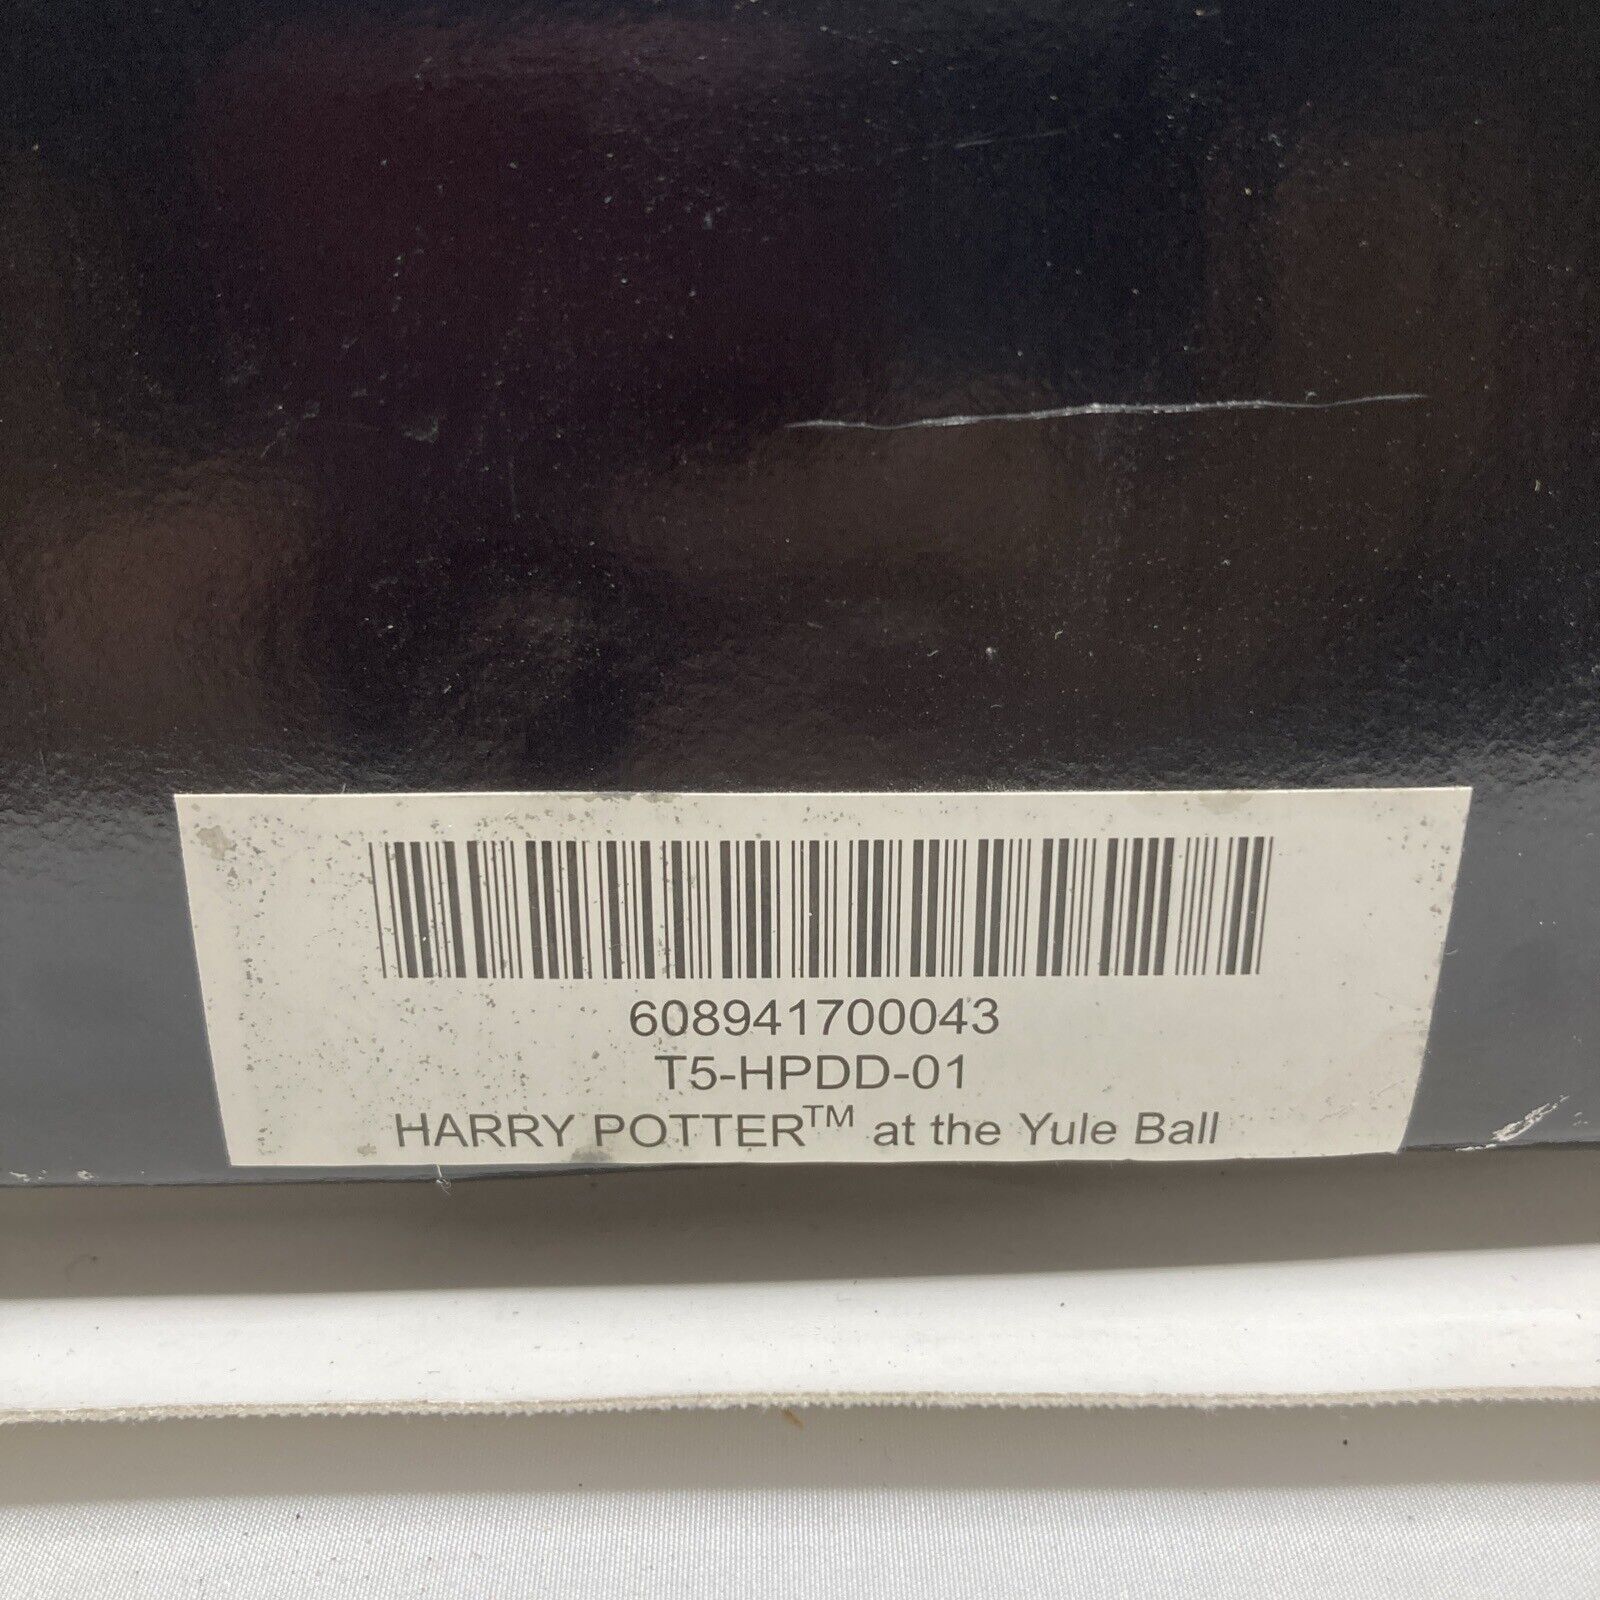 608941700043
T5-HPDD-01
HARRY POTTER™ at the Yule Ball